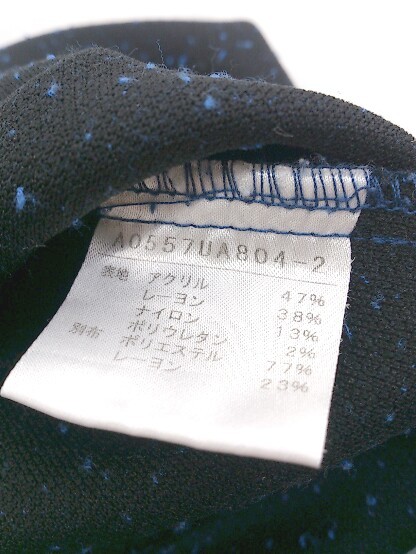 A0557UA804-2
表地 アクリル 47%
レーヨン 38%
ナイロン 13%
ポリウレタン 2%
別布 ポリエステル 77%
レーヨン 23%